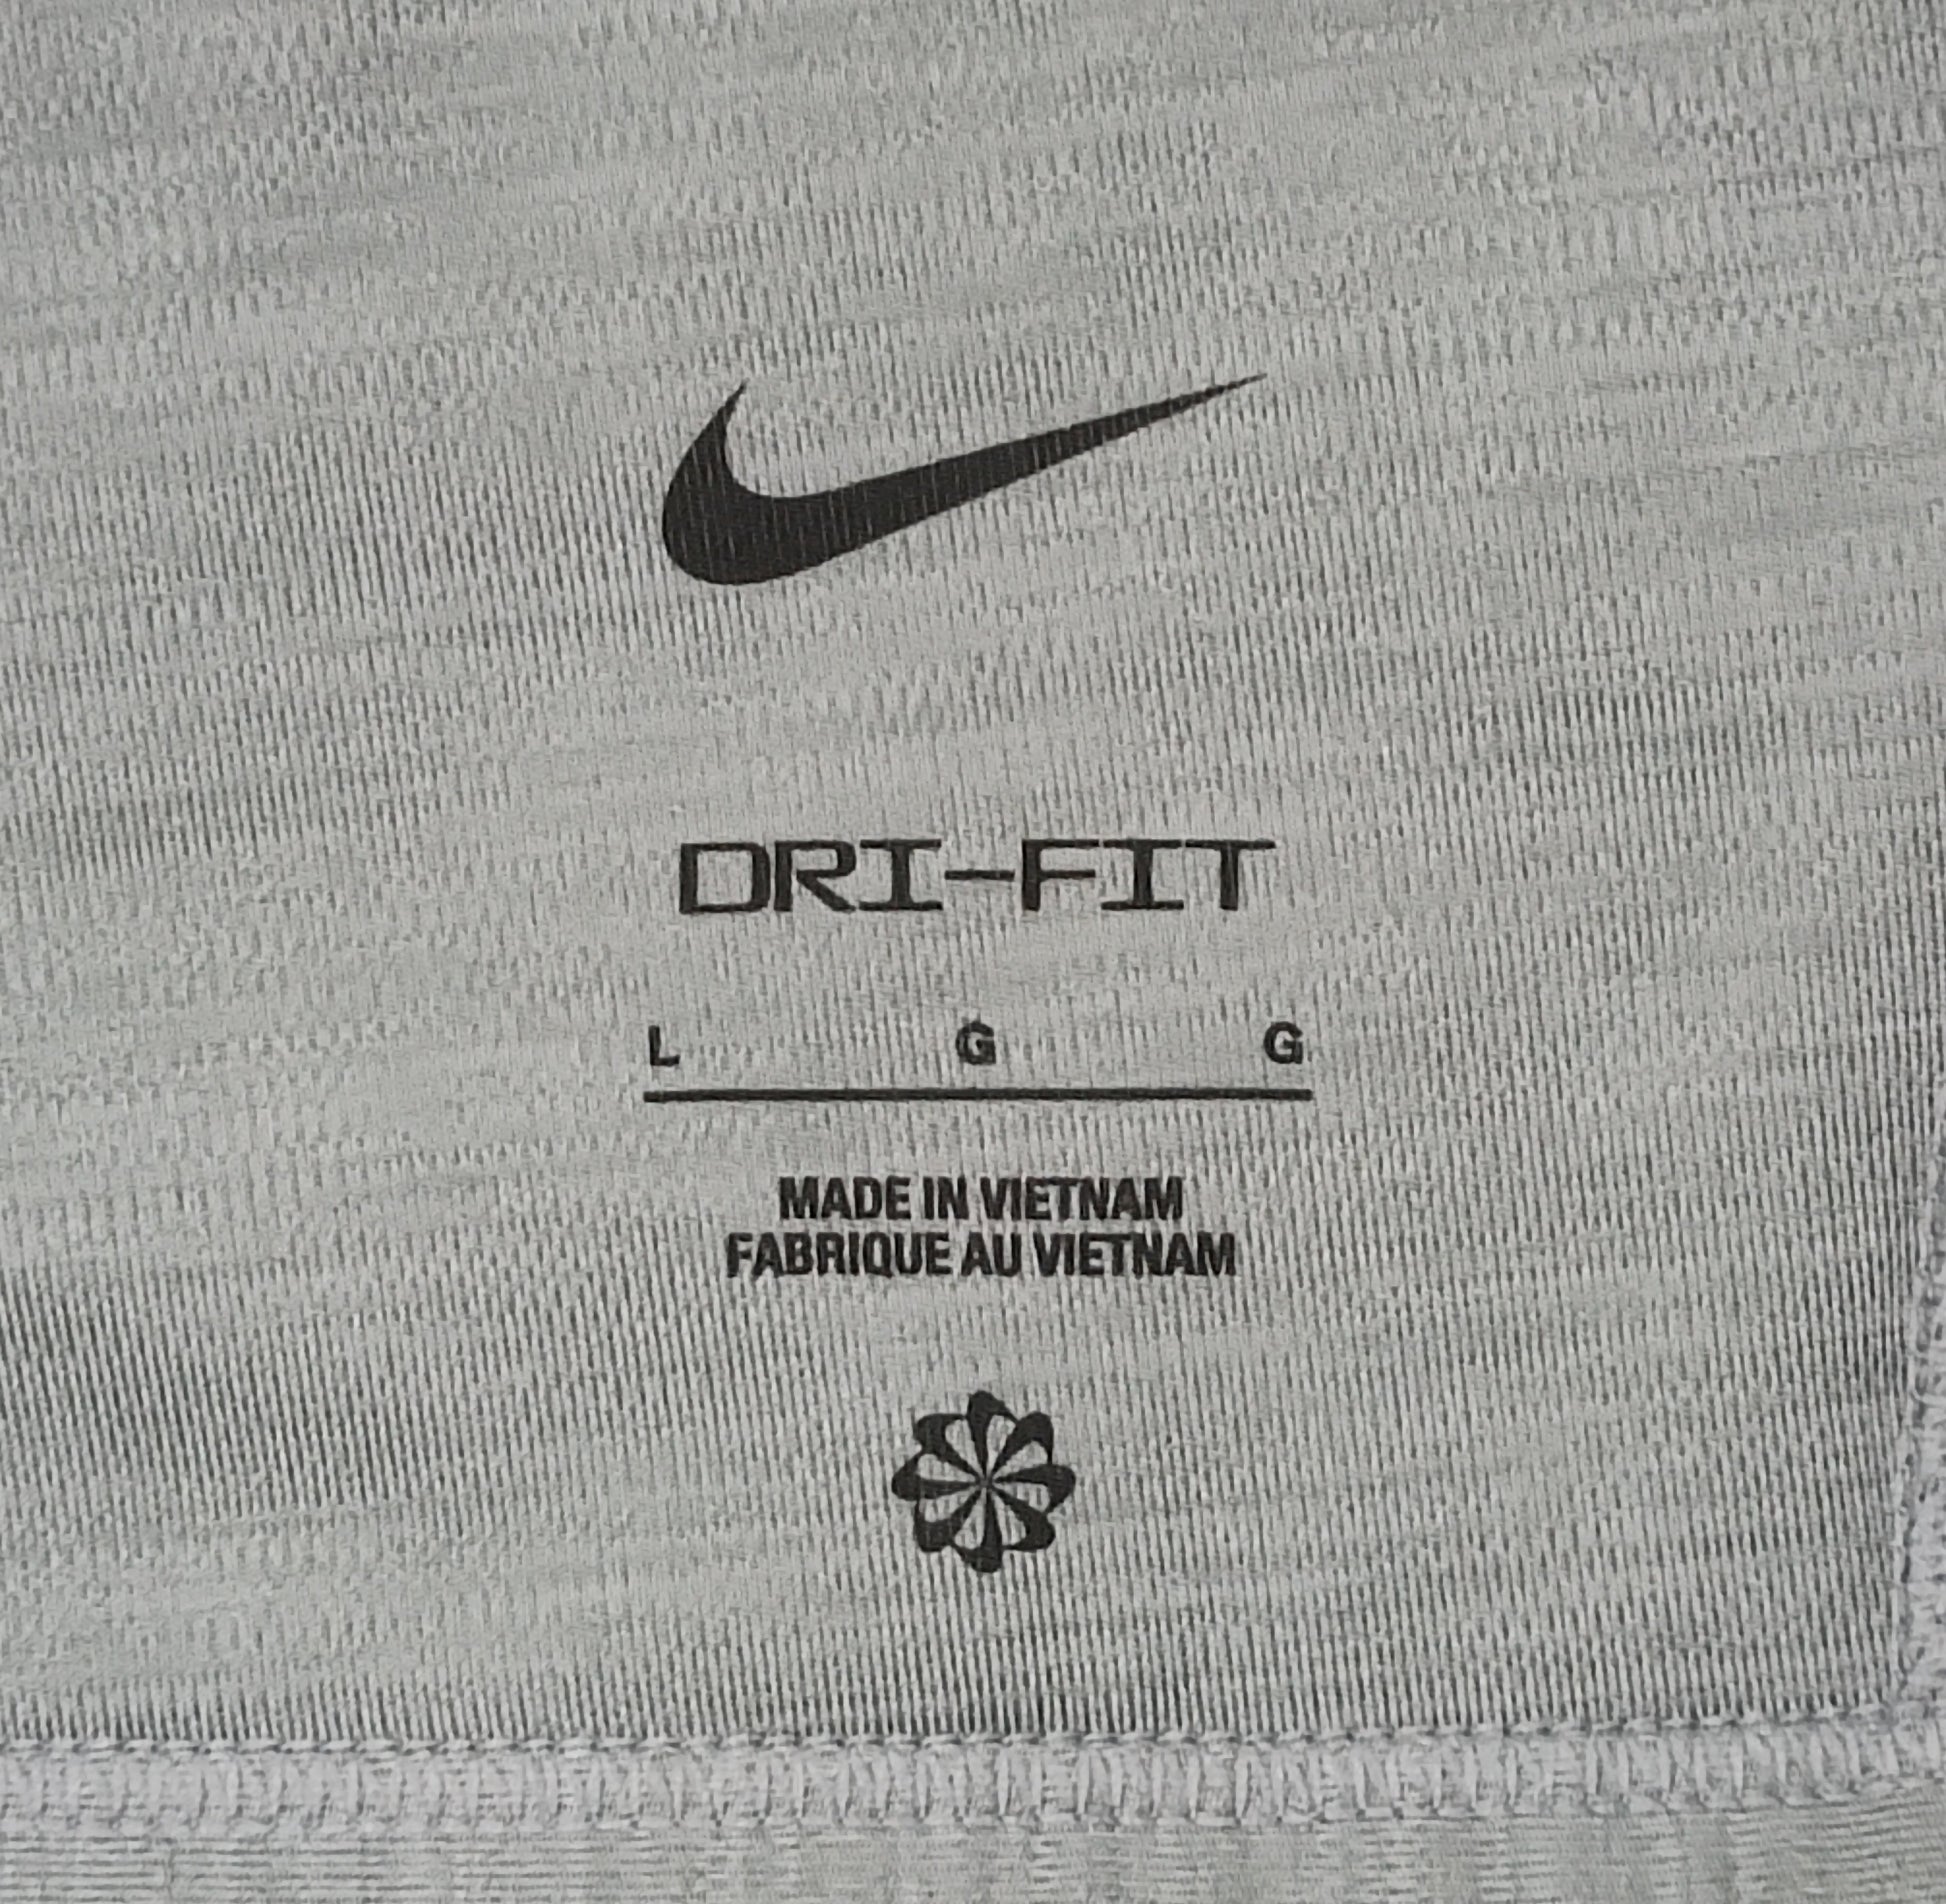 DRI-FIT
L G G
MADE IN VIETNAM
FABRIQUE AU VIETNAM